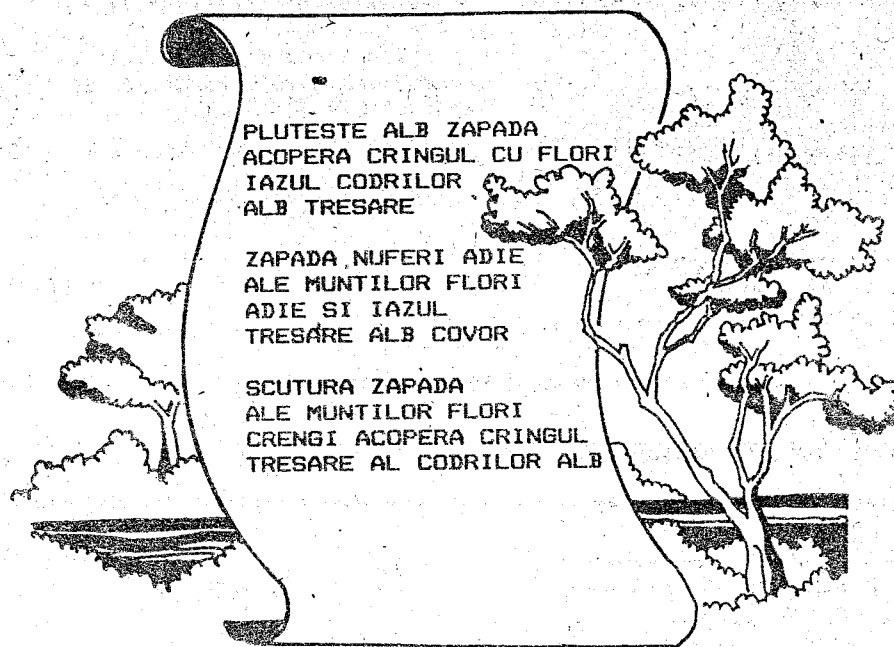 PLUTESTE ALB ZAPADA
ACOPERA CRINGUL CU FLORI
IAZUL CODRILOR
ALB TRESARE

ZAPADA NUFERI ADIE
ALE MUNTILOR FLORI
ADIE SI IAZUL
TRESARE ALB COVOR

SCUTURA ZAPADA
ALE MUNTILOR FLORI
CRENGI ACOPERA CRINGUL
TRESARE AL CODRILOR ALB